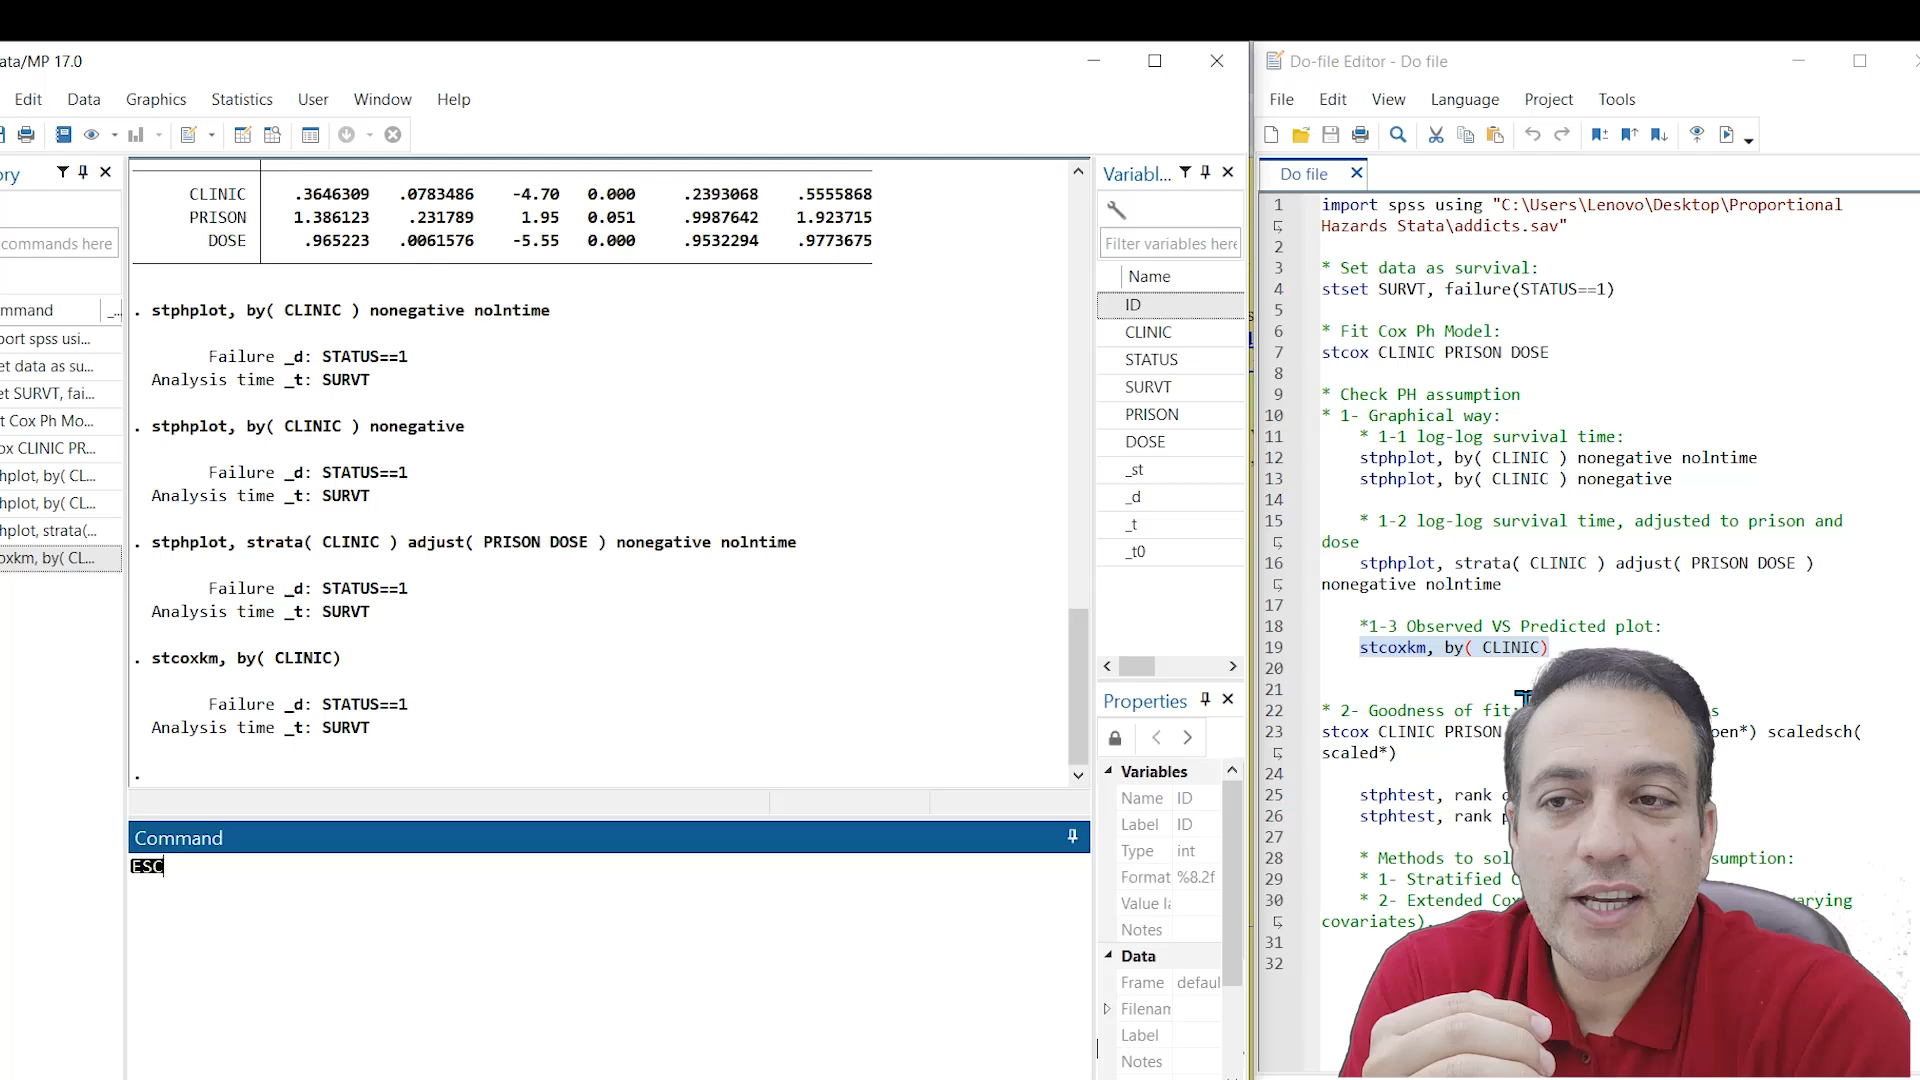 ata/MP 17.0
Edit Data Graphics Statistics User Window Help
ory
commands here
mmand _...
port spss usi...
et data as su...
et SURVT, fai...
t Cox Ph Mo...
ox CLINIC PR...
hplot, by( CL...
hplot, by( CL...
hplot, strata(...
oxkm, by( CL...
CLINIC .3646309 .0783486 -4.70 0.000 .2393068 .5555868
PRISON 1.386123 .231789 1.95 0.051 .9987642 1.923715
DOSE .965223 .0061576 -5.55 0.000 .9532294 .9773675
. stphplot, by( CLINIC ) nonegative nolntime
Failure _d: STATUS==1
Analysis time _t: SURVT
. stphplot, by( CLINIC ) nonegative
Failure _d: STATUS==1
Analysis time _t: SURVT
. stphplot, strata( CLINIC ) adjust( PRISON DOSE ) nonegative nolntime
Failure _d: STATUS==1
Analysis time _t: SURVT
. stcoxkm, by( CLINIC)
Failure _d: STATUS==1
Analysis time _t: SURVT
.
Command
ESC
Variabl...
Filter variables here
Name
ID
CLINIC
STATUS
SURVT
PRISON
DOSE
_st
_d
_t
_t0
Properties
Variables
Name ID
Label ID
Type int
Format %8.2f
Value la
Notes
Data
Frame defaul
Filenam
Label
Notes
Do-file Editor - Do file
File Edit View Language Project Tools
Do file
1 import spss using "C:\Users\Lenovo\Desktop\Proportional
Hazards Stata\addicts.sav"
2
3 * Set data as survival:
4 stset SURVT, failure(STATUS==1)
5
6 * Fit Cox Ph Model:
7 stcox CLINIC PRISON DOSE
8
9 * Check PH assumption
10 * 1- Graphical way:
11 * 1-1 log-log survival time:
12 stphplot, by( CLINIC ) nonegative nolntime
13 stphplot, by( CLINIC ) nonegative
14
15 * 1-2 log-log survival time, adjusted to prison and
dose
16 stphplot, strata( CLINIC ) adjust( PRISON DOSE )
nonegative nolntime
17
18 *1-3 Observed VS Predicted plot:
19 stcoxkm, by( CLINIC)
20
21
22 * 2- Goodness of fit: s
23 stcox CLINIC PRISON oen*) scaledsch(
scaled*)
24
25 stphtest, rank
26 stphtest, rank
27
28 * Methods to sol sumption:
29 * 1- Stratified C
30 * 2- Extended Cox varying
covariates).
31
32